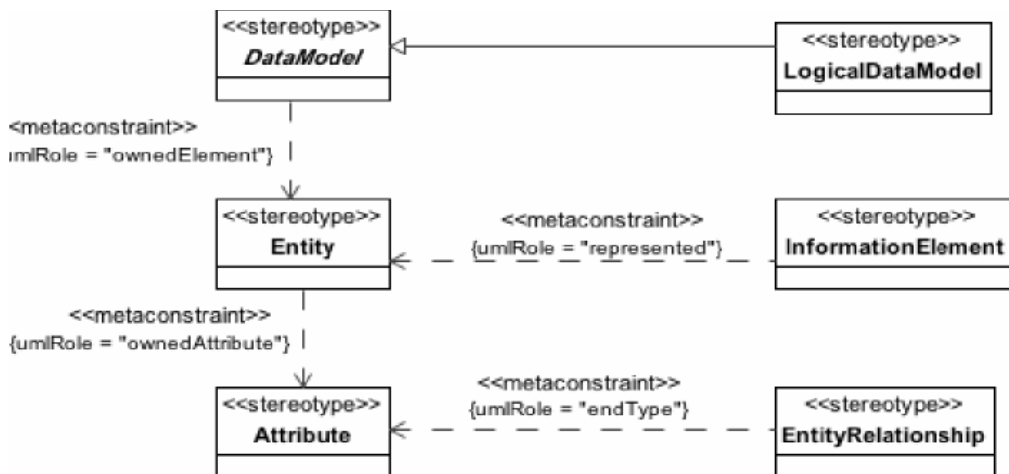 <<stereotype>>
DataModel
<<stereotype>>
LogicalDataModel
<metaconstraint>>
umlRole = "ownedElement"}
<<stereotype>>
Entity
<<metaconstraint>>
{umlRole = "represented"}
<<stereotype>>
InformationElement
<<metaconstraint>>
{umlRole = "ownedAttribute"}
<<stereotype>>
Attribute
<<metaconstraint>>
{umlRole = "endType"}
<<stereotype>>
EntityRelationship